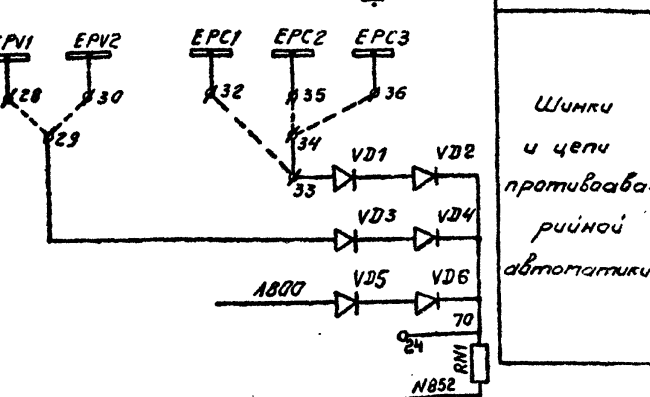 EPV1 EPV2 EPC1 EPC2 EPC3
28 30 32 35 36
29 34
33
VD1 VD2
VD3 VD4
А800 VD5 VD6
70
24
RN1
N852
Шинки
и цепи
противоава-
рийной
автоматики